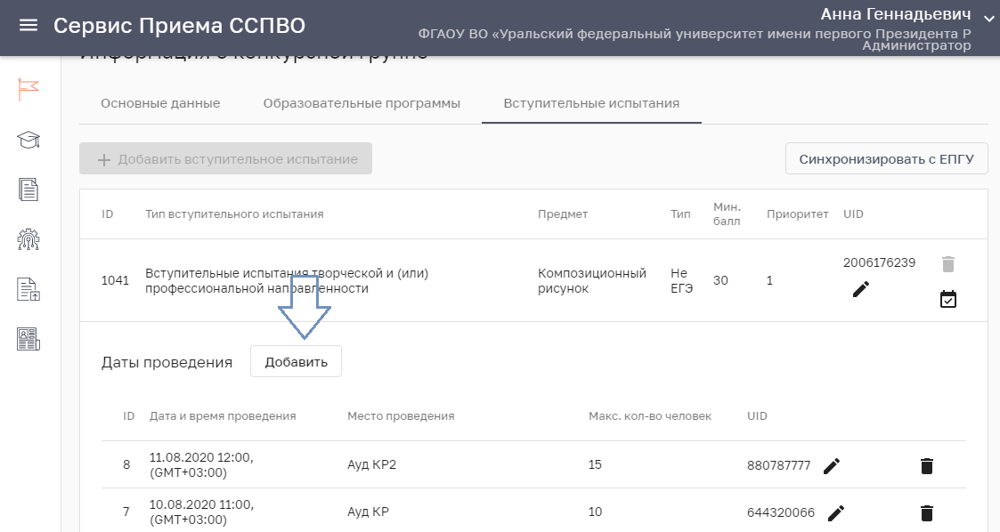 Сервис Приема ССПВО
Анна Геннадьевич
ФГАОУ ВО «Уральский федеральный университет имени первого Президента Р
Администратор
Информация о конкурсной группе
Основные данные
Образовательные программы
Вступительные испытания
Добавить вступительное испытание
Синхронизировать с ЕПГУ
ID Тип вступительного испытания Предмет Тип Мин. балл Приоритет UID
1041 Вступительные испытания творческой и (или) профессиональной направленности Композиционный рисунок Не ЕГЭ 30 1 2006176239
Даты проведения
Добавить
ID Дата и время проведения Место проведения Макс. кол-во человек UID
8 11.08.2020 12:00, (GMT+03:00) Ауд КР2 15 880787777
7 10.08.2020 11:00, (GMT+03:00) Ауд КР 10 644320066